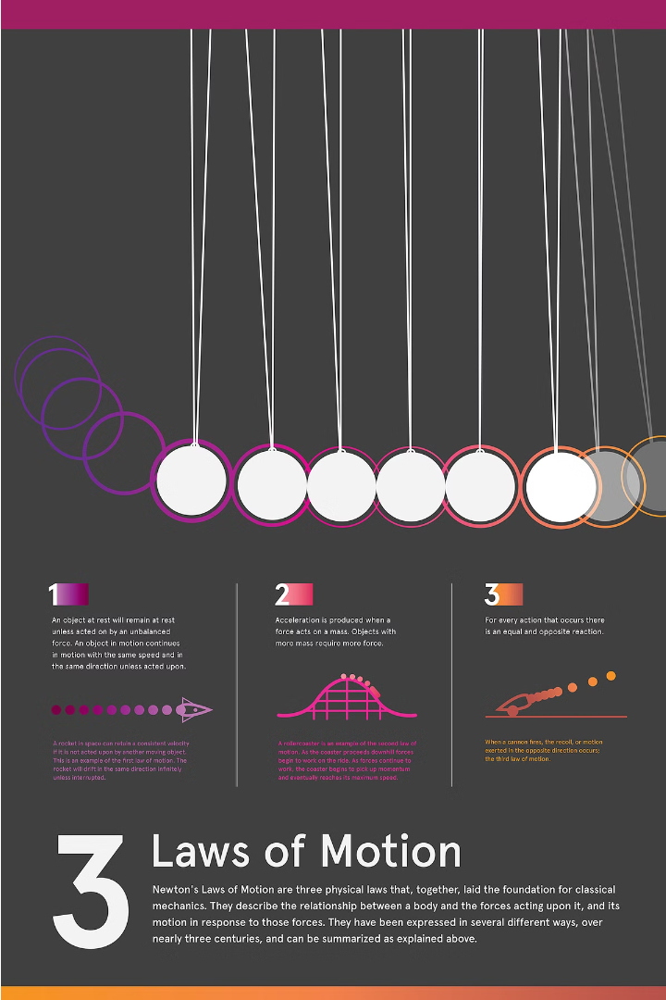 1
An object at rest will remain at rest
unless acted on by an unbalanced
force. An object in motion continues
in motion with the same speed and in
the same direction unless acted upon.
A rocket in space can retain a consistent velocity
if it is not acted upon by another moving object.
This is an example of the first law of motion. The
rocket will drift in the same direction infinitely
unless interrupted.
2
Acceleration is produced when a
force acts on a mass. Objects with
more mass require more force.
A rollercoaster is an example of the second law of
motion. As the coaster proceeds downhill forces
begin to work on the ride. As forces continue to
work, the coaster begins to pick up momentum
and eventually reaches its maximum speed.
3
For every action that occurs there
is an equal and opposite reaction.
When a cannon fires, the recoil, or motion
exerted in the opposite direction occurs;
the third law of motion.
3 Laws of Motion
Newton's Laws of Motion are three physical laws that, together, laid the foundation for classical
mechanics. They describe the relationship between a body and the forces acting upon it, and its
motion in response to those forces. They have been expressed in several different ways, over
nearly three centuries, and can be summarized as explained above.